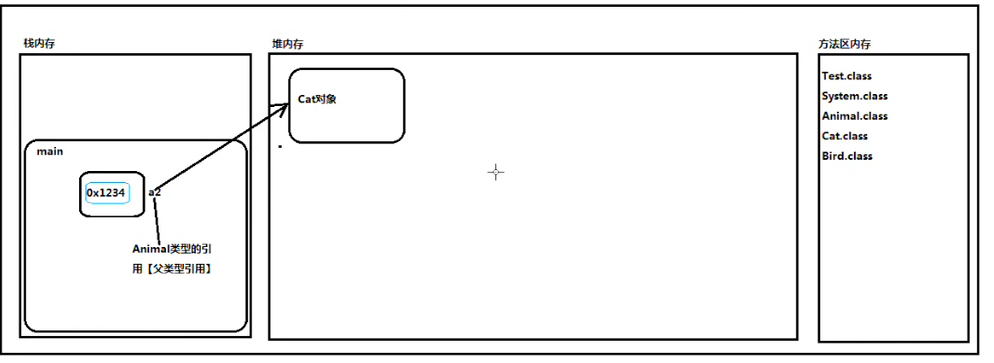 栈内存
堆内存
方法区内存
Cat对象
Test.class
System.class
Animal.class
Cat.class
Bird.class
main
0x1234
a2
Animal类型的引
用【父类型引用】